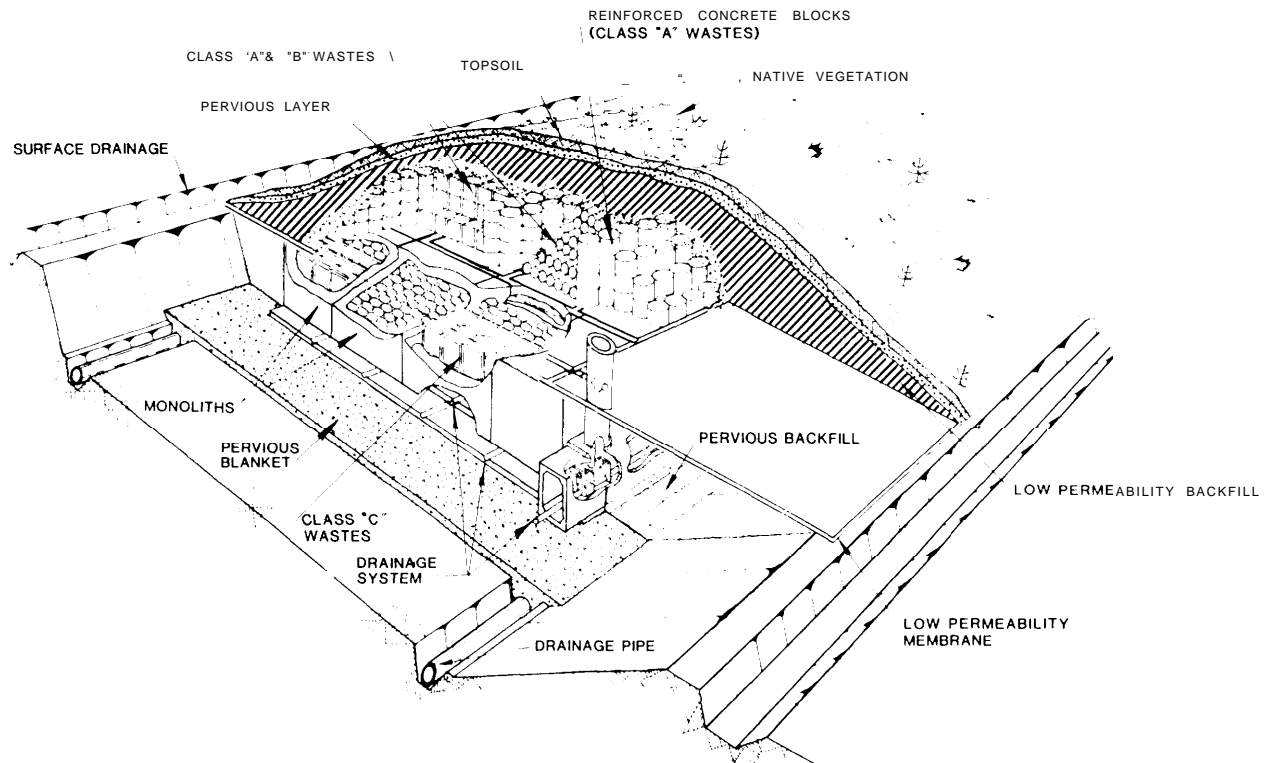 REINFORCED CONCRETE BLOCKS
(CLASS "A" WASTES)
CLASS 'A"& "B" WASTES
TOPSOIL
NATIVE VEGETATION
PERVIOUS LAYER
SURFACE DRAINAGE
MONOLITHS
PERVIOUS
BLANKET
PERVIOUS BACKFILL
LOW PERMEABILITY BACKFILL
CLASS "C"
WASTES
DRAINAGE
SYSTEM
LOW PERMEABILITY
MEMBRANE
DRAINAGE PIPE